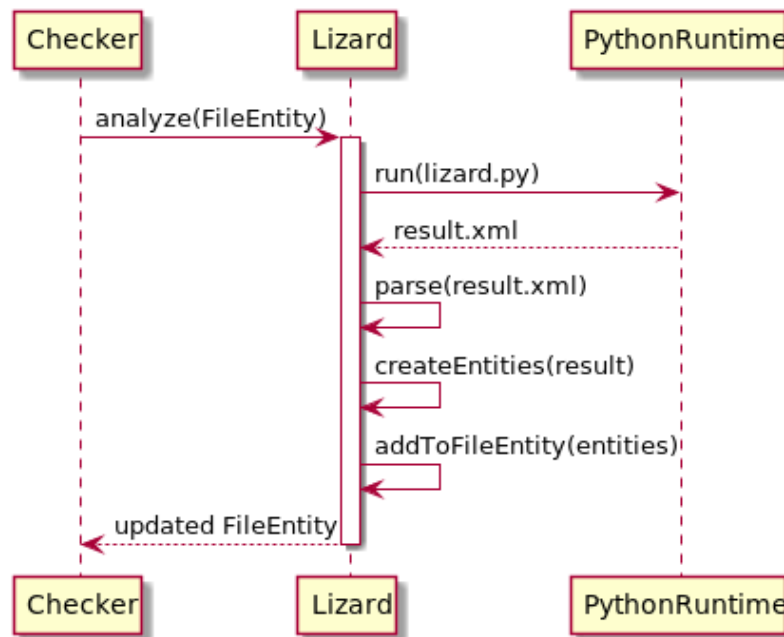 Checker Lizard PythonRuntime
analyze(FileEntity)
run(lizard.py)
result.xml
parse(result.xml)
createEntities(result)
addToFileEntity(entities)
updated FileEntity
Checker Lizard PythonRuntime